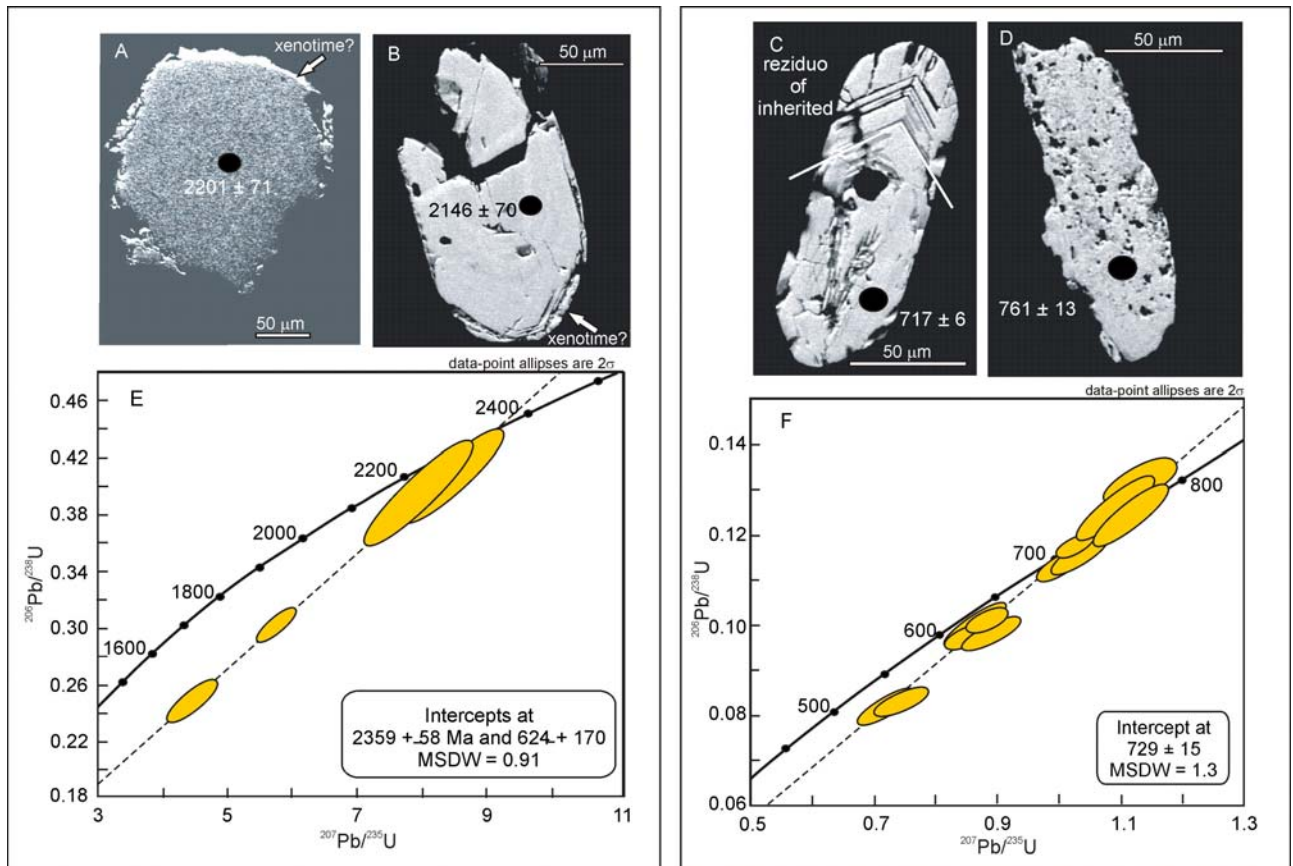 A
xenotime?
2201 ± 71
50 µm
B
50 µm
2146 ± 70
xenotime?
data-point allipses are 2σ
E
0.46
0.42
0.38
0.34
0.30
0.26
0.22
0.18
2400
2200
2000
1800
1600
Intercepts at
2359 +_58 Ma and 624_+ 170
MSDW = 0.91
3 5 7 9 11
²⁰⁶Pb/²³⁸U
²⁰⁷Pb/²³⁵U
C
reziduo
of
inherited
717 ± 6
50 µm
D
50 µm
761 ± 13
data-point allipses are 2σ
F
0.14
0.12
0.10
0.08
0.06
800
700
600
500
Intercept at
729 ± 15
MSDW = 1.3
0.5 0.7 0.9 1.1 1.3
²⁰⁶Pb/²³⁸U
²⁰⁷Pb/²³⁵U